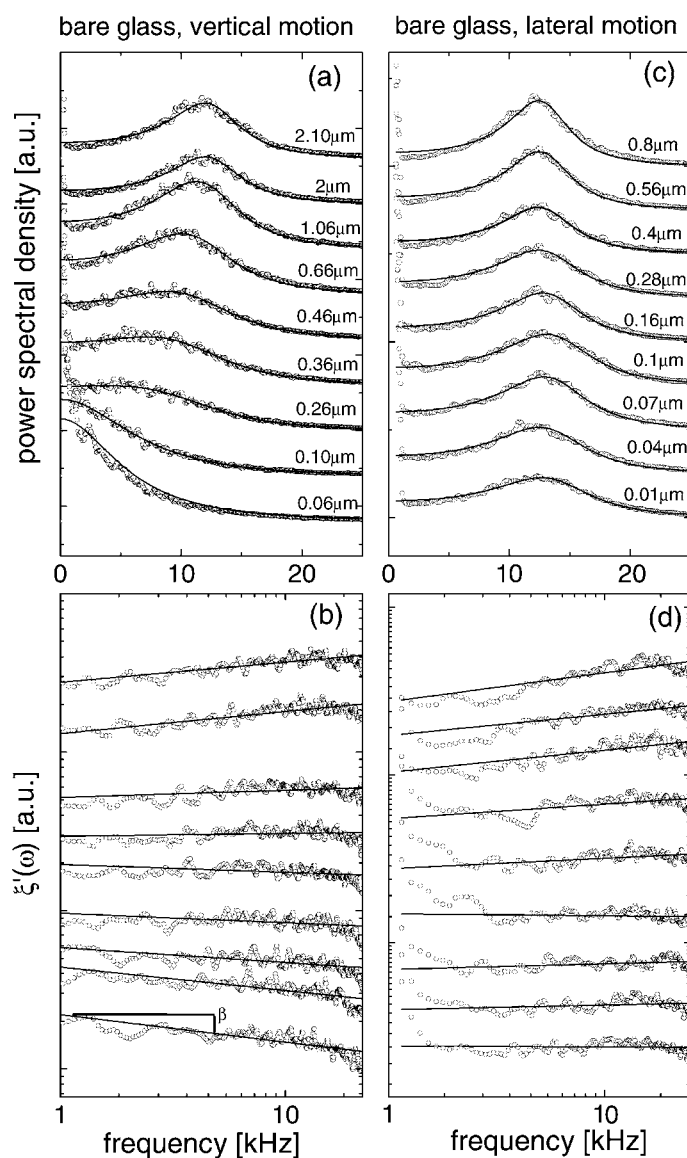 bare glass, vertical motion
bare glass, lateral motion
power spectral density [a.u.]
(a)
2.10μm
2μm
1.06μm
0.66μm
0.46μm
0.36μm
0.26μm
0.10μm
0.06μm
0 10 20
(c)
0.8μm
0.56μm
0.4μm
0.28μm
0.16μm
0.1μm
0.07μm
0.04μm
0.01μm
0 10 20
ξ'(ω) [a.u.]
(b)
β
1 10
frequency [kHz]
(d)
1 10
frequency [kHz]